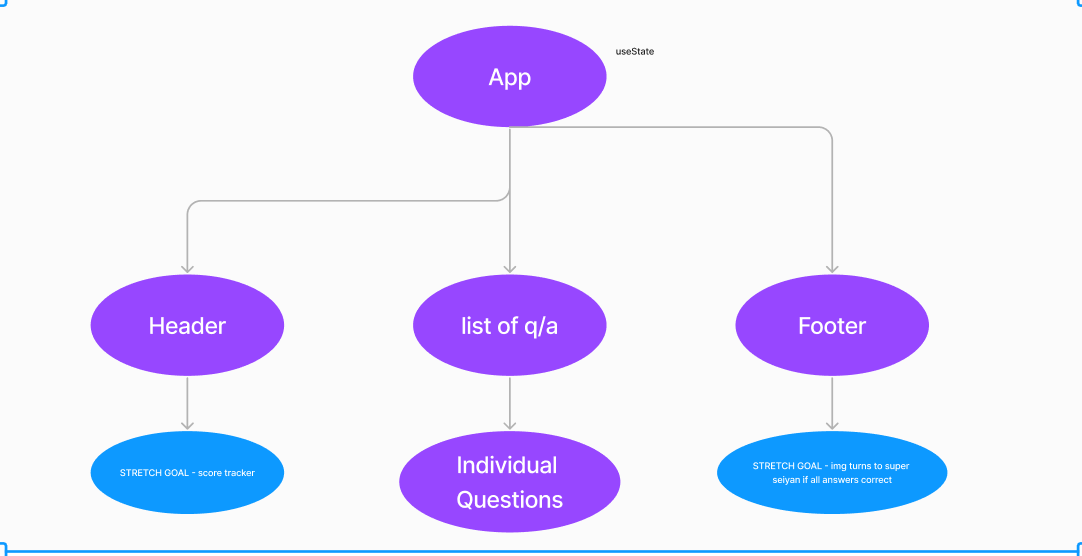 App
useState
Header
list of q/a
Footer
STRETCH GOAL - score tracker
Individual
Questions
STRETCH GOAL - img turns to super
seiyan if all answers correct